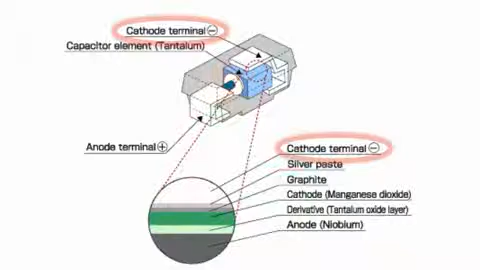 Cathode terminal⊖
Capacitor element (Tantalum)
Anode terminal⊕
Cathode terminal⊖
Silver paste
Graphite
Cathode (Manganese dioxide)
Derivative (Tantalum oxide layer)
Anode (Niobium)